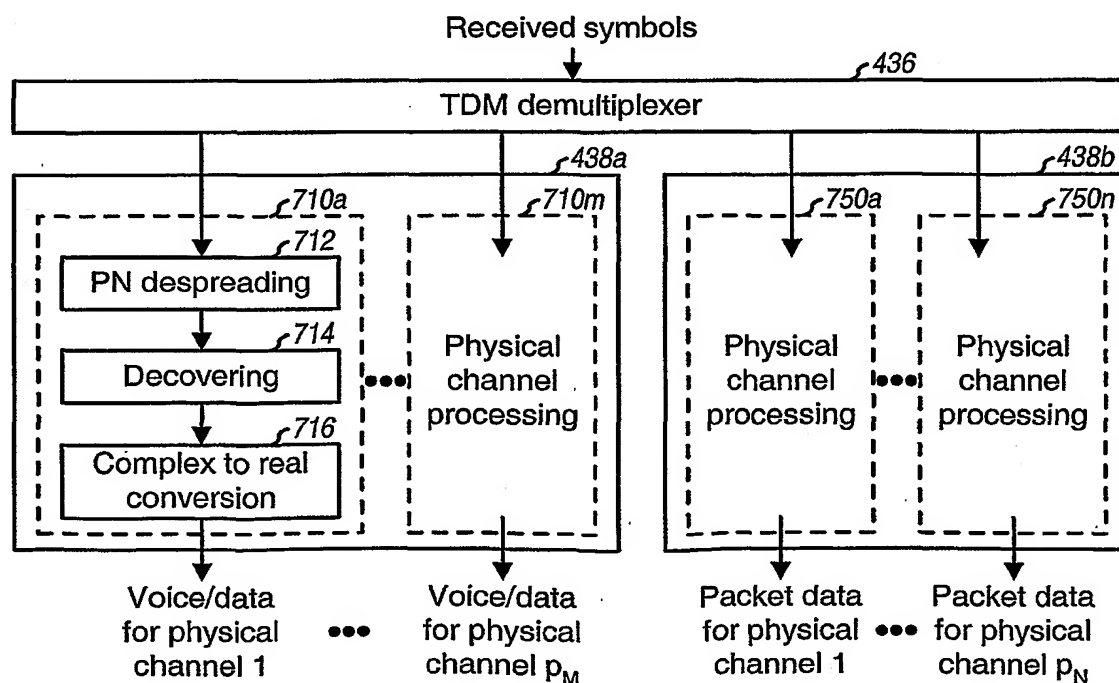 Received symbols
436
TDM demultiplexer
438a
438b
710a
710m
750a
750n
712
PN despreading
714
Decovering
716
Complex to real
conversion
Physical
channel
processing
Physical
channel
processing
Physical
channel
processing
Voice/data
for physical
channel 1
Voice/data
for physical
channel pM
Packet data
for physical
channel 1
Packet data
for physical
channel pN